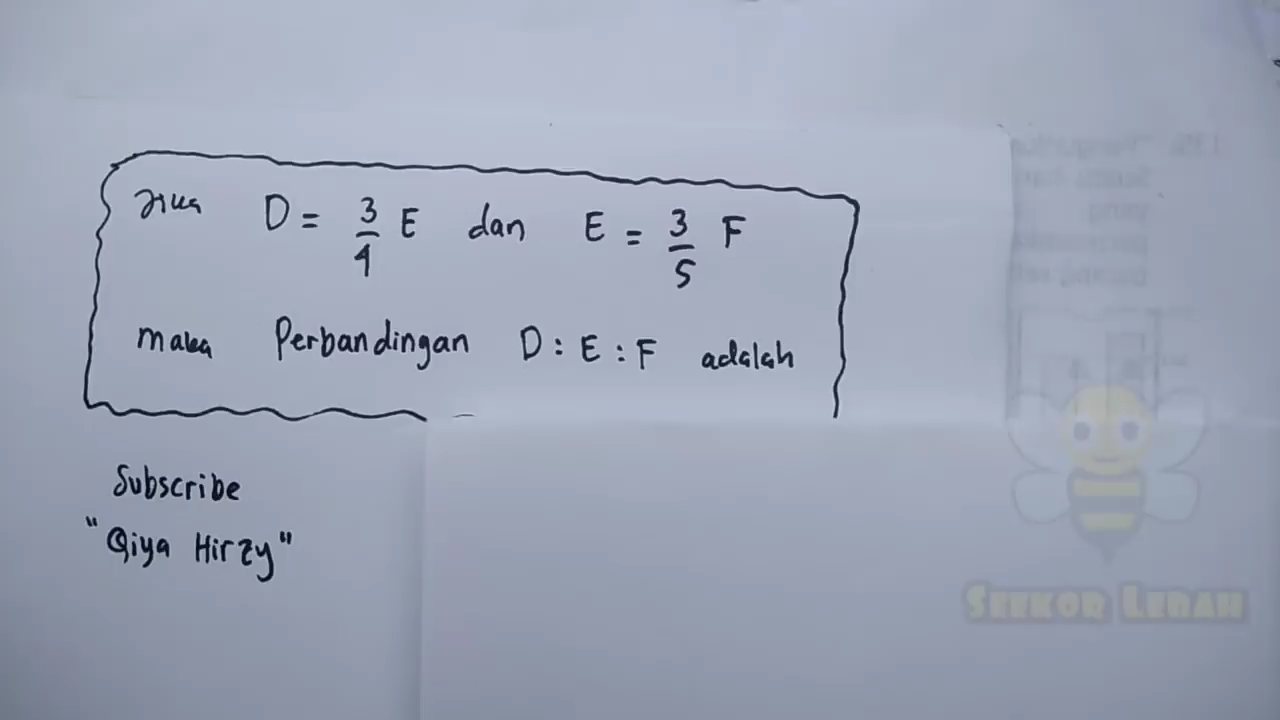 Jika D = 3/4 E dan E = 3/5 F
maka Perbandingan D : E : F adalah
Subscribe
"Qiya Hirzy"
SEEKOR LEBAH